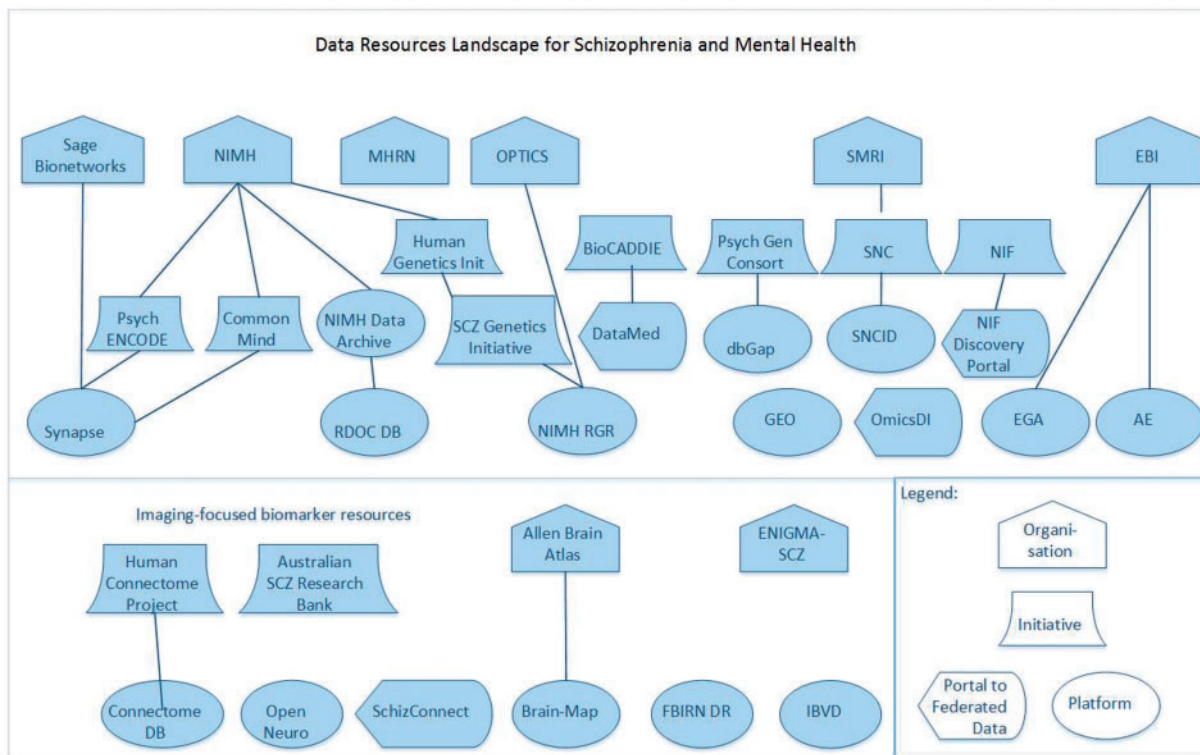 Data Resources Landscape for Schizophrenia and Mental Health
Sage
Bionetworks
NIMH
MHRN
OPTICS
SMRI
EBI
Human
Genetics Init
BioCADDIE
Psych Gen
Consort
SNC
NIF
Psych
ENCODE
Common
Mind
NIMH Data
Archive
SCZ Genetics
Initiative
DataMed
dbGap
SNCID
NIF
Discovery
Portal
Synapse
RDOC DB
NIMH RGR
GEO
OmicsDI
EGA
AE
Imaging-focused biomarker resources
Human
Connectome
Project
Australian
SCZ Research
Bank
Allen Brain
Atlas
ENIGMA-
SCZ
Connectome
DB
Open
Neuro
SchizConnect
Brain-Map
FBIRN DR
IBVD
Legend:
Organi-
sation
Initiative
Portal to
Federated
Data
Platform